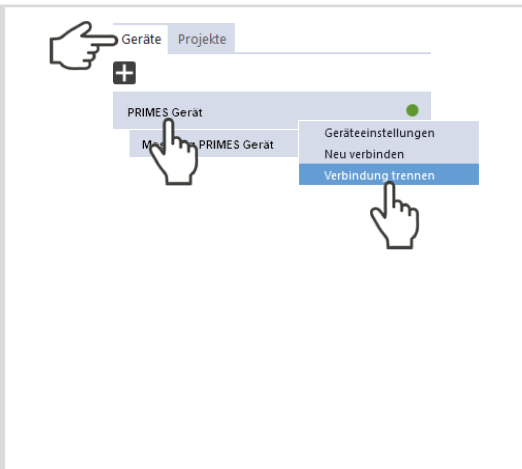 Geräte Projekte
PRIMES Gerät
PRIMES Gerät
Geräteeinstellungen
Neu verbinden
Verbindung trennen